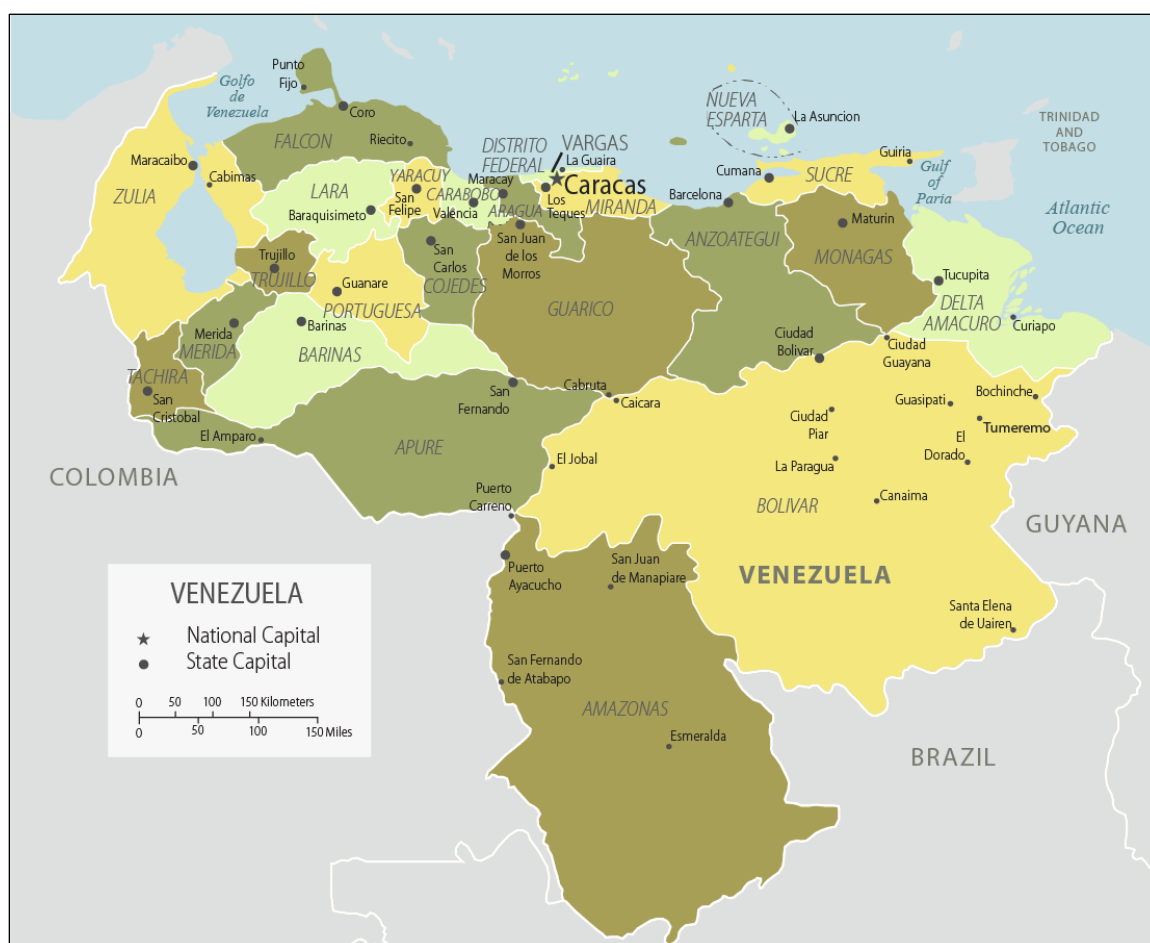 Punto
Fijo
Golfo
de
Venezuela
Coro
FALCON
Riecito
NUEVA
ESPARTA
La Asuncion
TRINIDAD
AND
TOBAGO
DISTRITO
FEDERAL
VARGAS
La Guaira
Maracaibo
Cabimas
ZULIA
LARA
Baraquisimeto
YARACUY
San
Felipe
CARABOBO
Valencia
Maracay
ARAGUA
Caracas
Los
Teques
MIRANDA
Barcelona
Cumana
SUCRE
Guiria
Gulf
of
Paria
Atlantic
Ocean
Trujillo
TRUJILLO
Guanare
PORTUGUESA
San
Carlos
COJEDES
San Juan
de los
Morros
GUARICO
ANZOATEGUI
Maturin
MONAGAS
Tucupita
DELTA
AMACURO
Curiapo
Merida
MERIDA
Barinas
BARINAS
TACHIRA
San
Cristobal
El Amparo
San
Fernando
APURE
Cabruta
Caicara
Ciudad
Bolivar
Ciudad
Guayana
Bochinche
Guasipati
Tumeremo
Ciudad
Piar
El
Dorado
La Paragua
El Jobal
Canaima
BOLIVAR
COLOMBIA
GUYANA
Puerto
Carreno
Puerto
Ayacucho
San Juan
de Manapiare
VENEZUELA
Santa Elena
de Uairen
San Fernando
de Atabapo
AMAZONAS
Esmeralda
BRAZIL
VENEZUELA
National Capital
State Capital
0 50 100 150 Kilometers
0 50 100 150 Miles